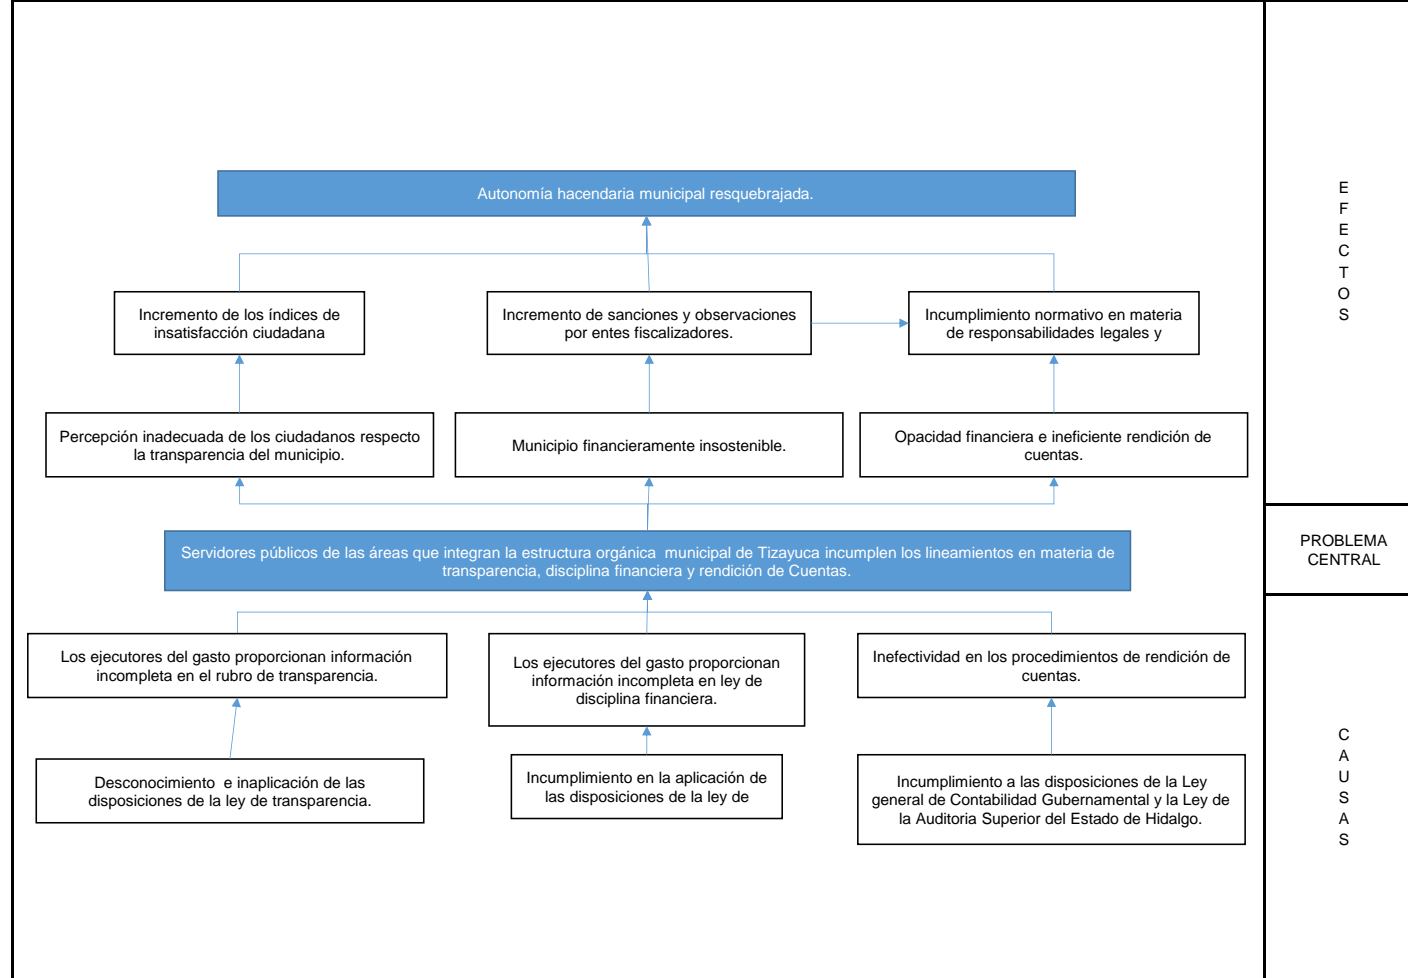 Autonomía hacendaria municipal resquebrajada.
Incremento de los índices de
insatisfacción ciudadana
Incremento de sanciones y observaciones
por entes fiscalizadores.
Incumplimiento normativo en materia
de responsabilidades legales y
Percepción inadecuada de los ciudadanos respecto
la transparencia del municipio.
Municipio financieramente insostenible.
Opacidad financiera e ineficiente rendición de
cuentas.
E
F
E
C
T
O
S
Servidores públicos de las áreas que integran la estructura orgánica  municipal de Tizayuca incumplen los lineamientos en materia de
transparencia, disciplina financiera y rendición de Cuentas.
PROBLEMA
CENTRAL
Los ejecutores del gasto proporcionan información
incompleta en el rubro de transparencia.
Los ejecutores del gasto proporcionan
información incompleta en ley de
disciplina financiera.
Inefectividad en los procedimientos de rendición de
cuentas.
Desconocimiento  e inaplicación de las
disposiciones de la ley de transparencia.
Incumplimiento en la aplicación de
las disposiciones de la ley de
Incumplimiento a las disposiciones de la Ley
general de Contabilidad Gubernamental y la Ley de
la Auditoria Superior del Estado de Hidalgo.
C
A
U
S
A
S